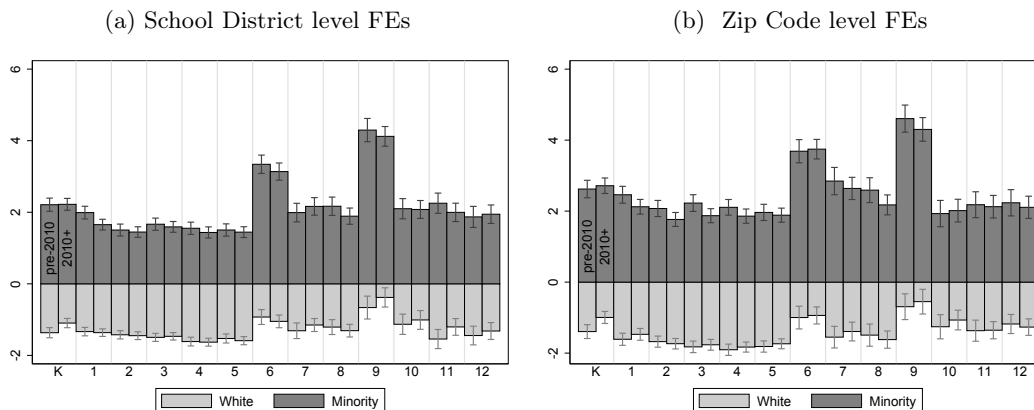 (a) School District level FEs
6
4
2
0
-2
pre-2010
2010+
K 1 2 3 4 5 6 7 8 9 10 11 12
White Minority
(b) Zip Code level FEs
6
4
2
0
-2
pre-2010
2010+
K 1 2 3 4 5 6 7 8 9 10 11 12
White Minority